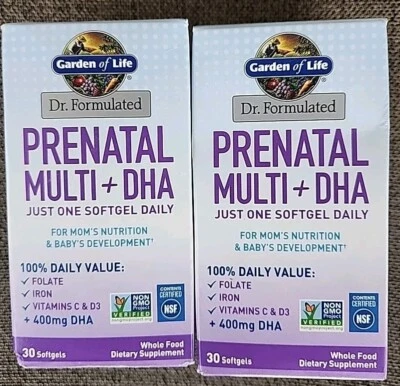 Garden of Life
Dr. Formulated
PRENATAL
MULTI + DHA
JUST ONE SOFTGEL DAILY
FOR MOM'S NUTRITION
& BABY'S DEVELOPMENT†
100% DAILY VALUE:
✓ FOLATE
✓ IRON
✓ VITAMINS C & D3
+ 400mg DHA
NON
GMO
Project
VERIFIED
nongmoproject.org
CONTENTS
CERTIFIED
NSF
Whole Food
30 Softgels Dietary Supplement
Garden of Life
Dr. Formulated
PRENATAL
MULTI + DHA
JUST ONE SOFTGEL DAILY
FOR MOM'S NUTRITION
& BABY'S DEVELOPMENT†
100% DAILY VALUE:
✓ FOLATE
✓ IRON
✓ VITAMINS C & D3
+ 400mg DHA
NON
GMO
Project
VERIFIED
nongmoproject.org
CONTENTS
CERTIFIED
NSF
Whole Food
30 Softgels Dietary Supplement